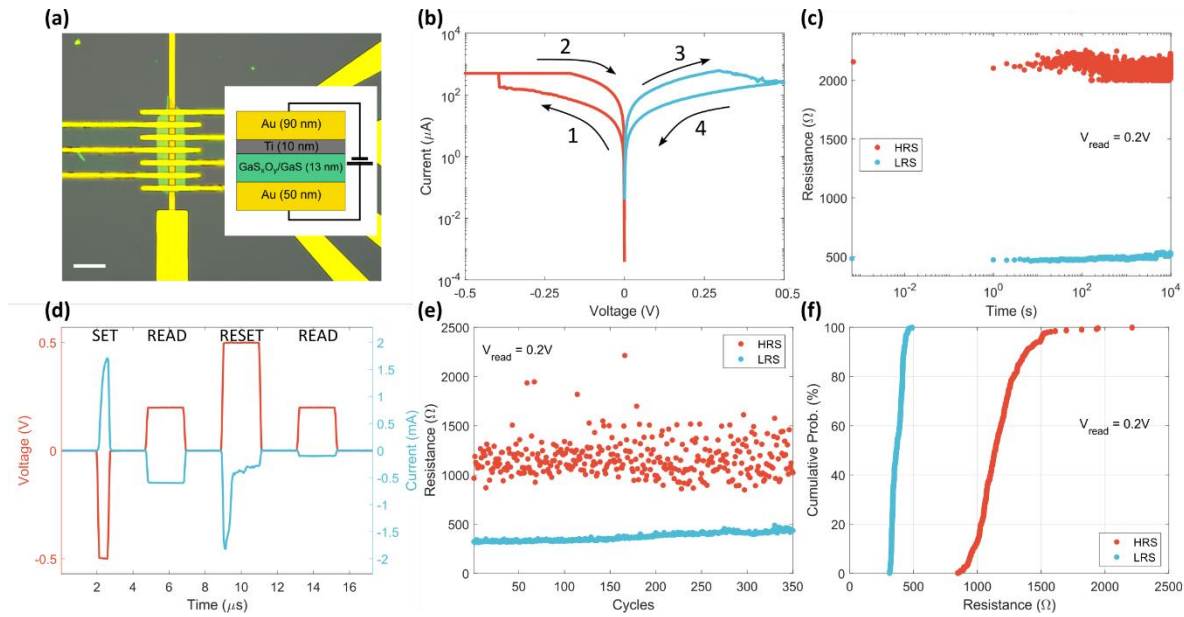 (a)
Au (90 nm)
Ti (10 nm)
GaSₓOᵧ/GaS (13 nm)
Au (50 nm)
(b)
10⁴
10²
10⁰
10⁻²
10⁻⁴
Current (μA)
2
3
1
4
-0.5
-0.25
0
0.25
00.5
Voltage (V)
(c)
2000
1500
1000
500
Resistance (Ω)
HRS
LRS
V_read = 0.2V
10⁻²
10⁰
10²
10⁴
Time (s)
(d)
SET
READ
RESET
READ
0.5
0
-0.5
Voltage (V)
2
1.5
1
0.5
0
-0.5
-1
-1.5
-2
Current (mA)
2
4
6
8
10
12
14
16
Time (μs)
(e)
2500
2000
1500
1000
500
0
Resistance (Ω)
V_read = 0.2V
HRS
LRS
50
100
150
200
250
300
350
Cycles
(f)
100
80
60
40
20
0
Cumulative Prob. (%)
V_read = 0.2V
HRS
LRS
0
500
1000
1500
2000
2500
Resistance (Ω)